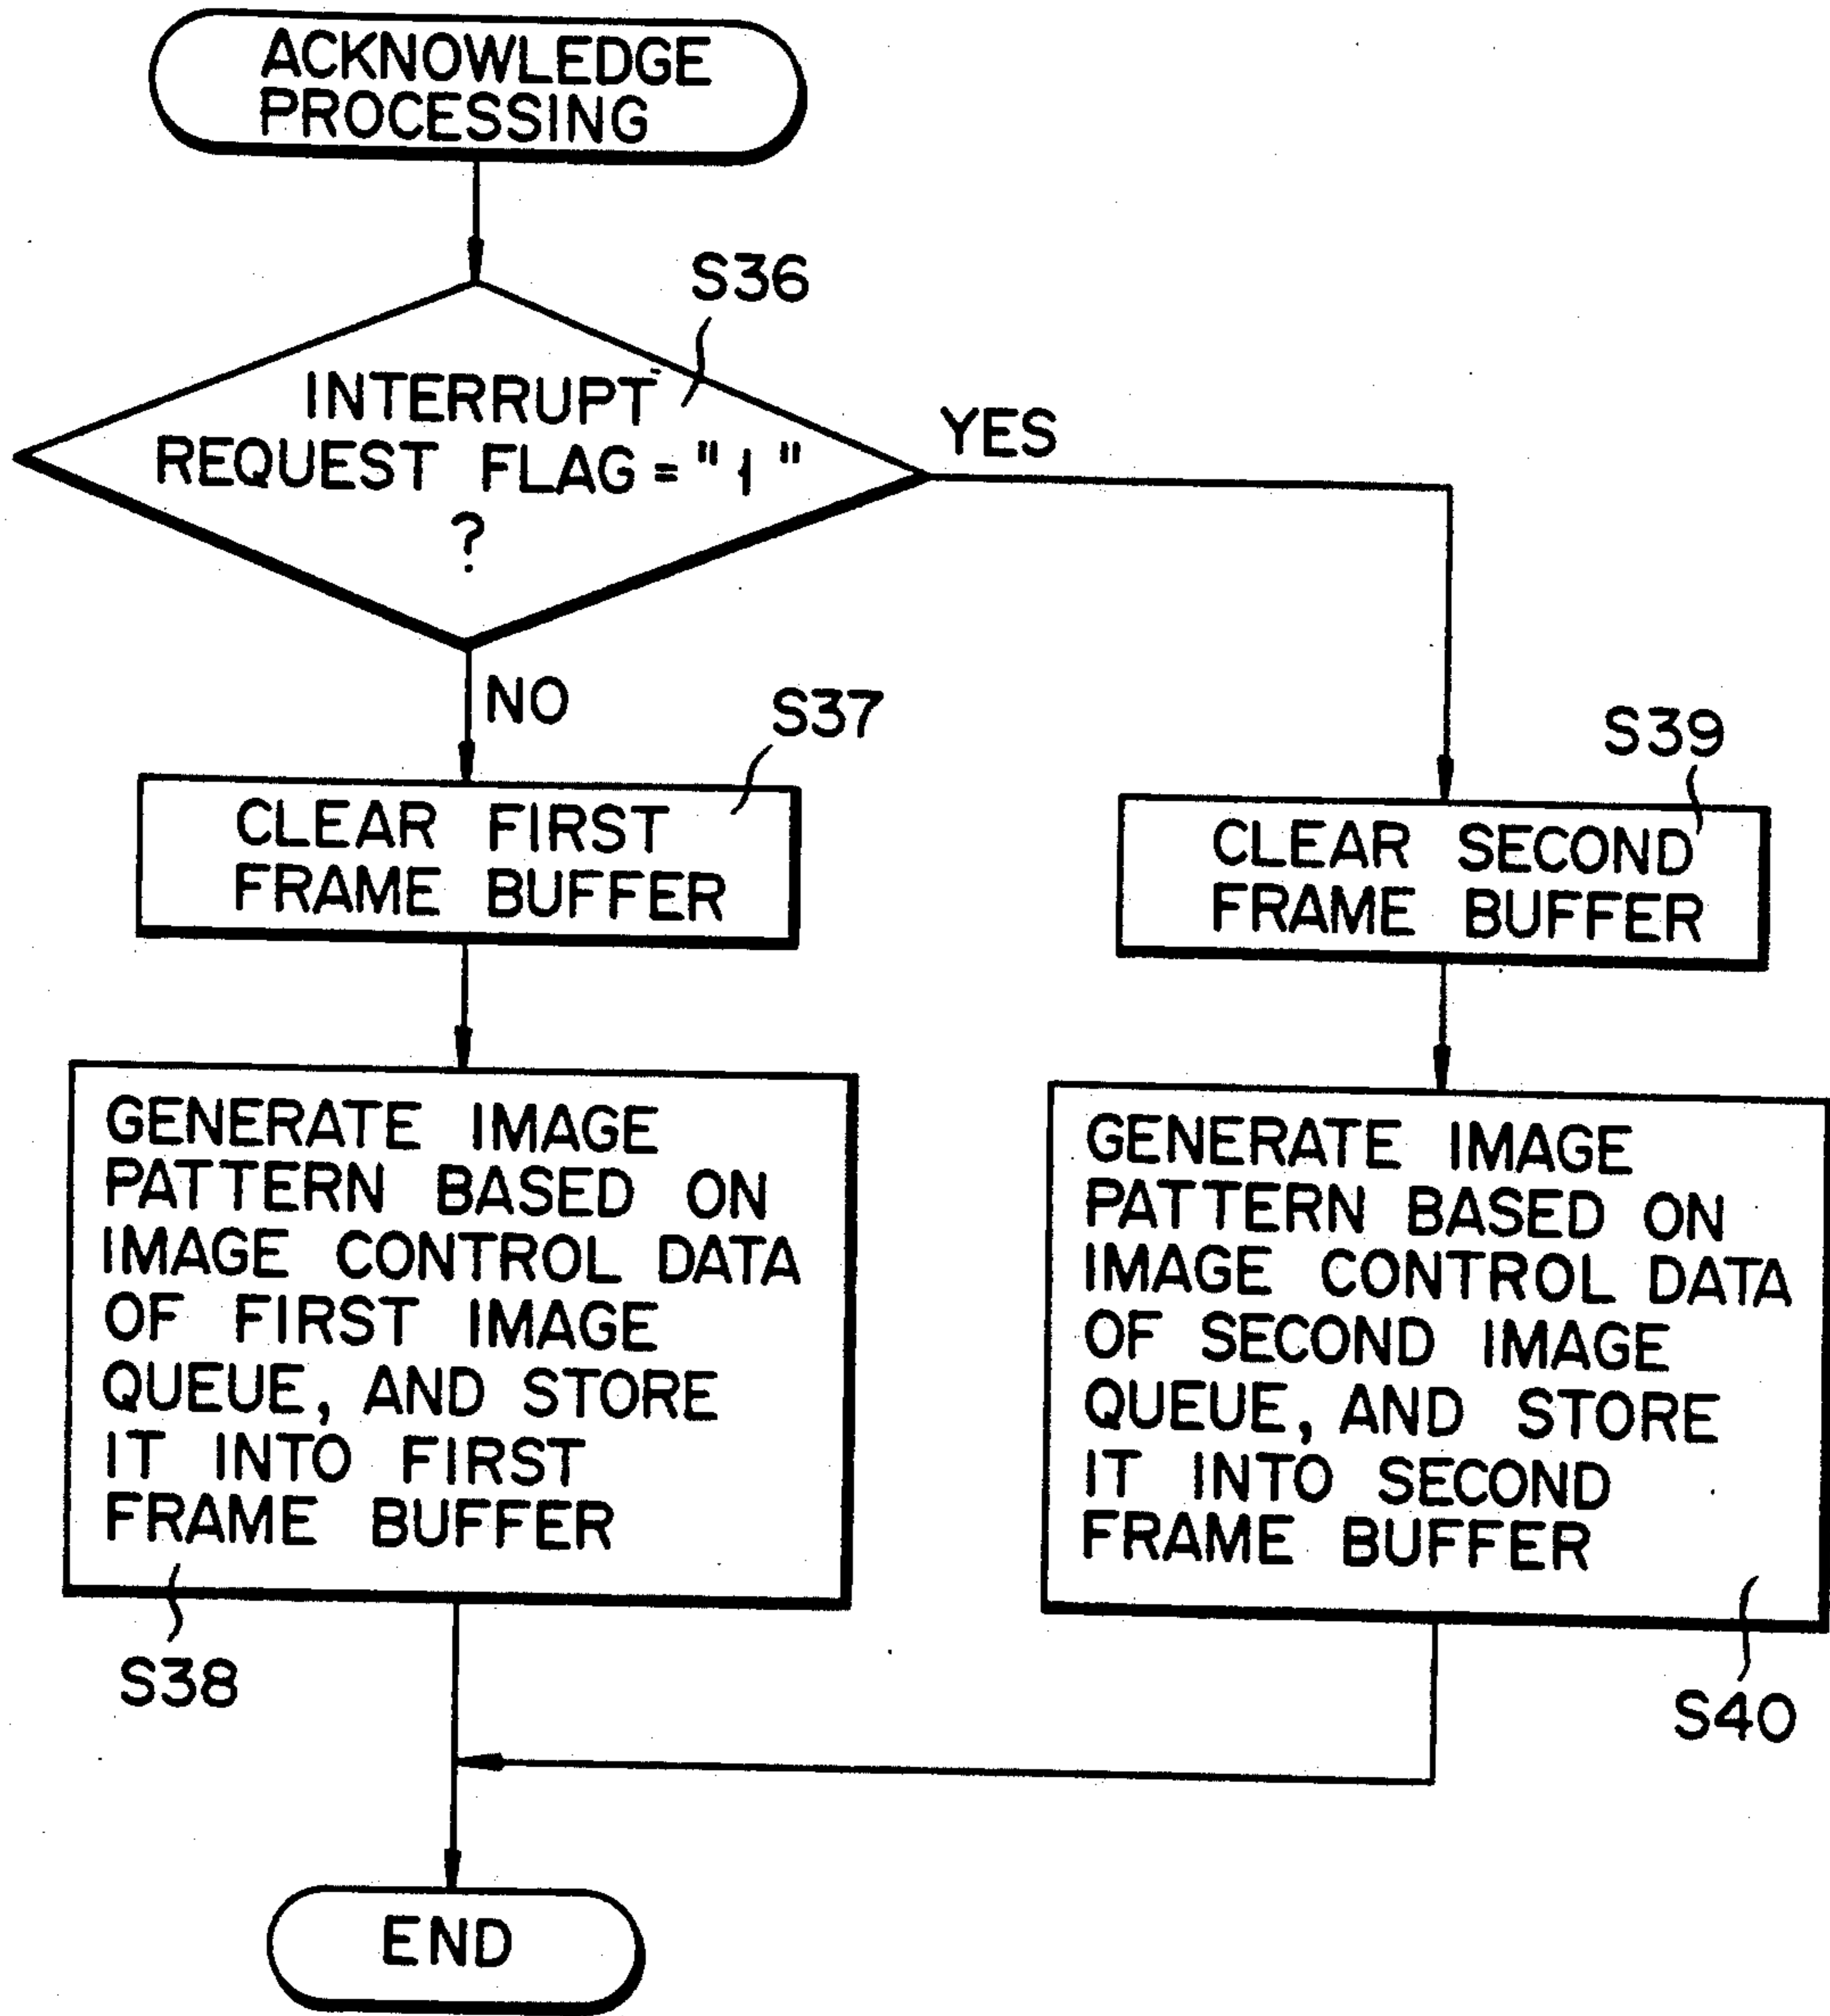 ACKNOWLEDGE
PROCESSING
S36
INTERRUPT
REQUEST FLAG = "1"
?
YES
NO
S37
CLEAR FIRST
FRAME BUFFER
S39
CLEAR SECOND
FRAME BUFFER
GENERATE IMAGE
PATTERN BASED ON
IMAGE CONTROL DATA
OF FIRST IMAGE
QUEUE, AND STORE
IT INTO FIRST
FRAME BUFFER
S38
GENERATE IMAGE
PATTERN BASED ON
IMAGE CONTROL DATA
OF SECOND IMAGE
QUEUE, AND STORE
IT INTO SECOND
FRAME BUFFER
S40
END